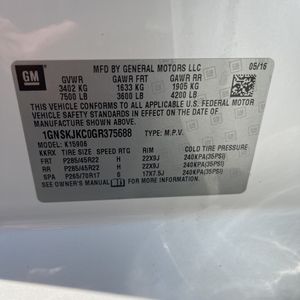 GM
MFD BY GENERAL MOTORS LLC
05/16
GVWR GAWR FRT GAWR RR
3402 KG 1633 KG 1905 KG
7500 LB 3600 LB 4200 LB
THIS VEHICLE CONFORMS TO ALL APPLICABLE U.S. FEDERAL MOTOR
VEHICLE SAFETY STANDARDS IN EFFECT ON THE DATE OF
MANUFACTURE SHOWN ABOVE.
1GNSKJKC0GR375688 TYPE: M.P.V.
MODEL: K15906
KKRX TIRE SIZE SPEED RTG RIM COLD TIRE PRESSURE
FRT P285/45R22 H 22X9J 240KPA(35PSI)
RR P285/45R22 H 22X9J 240KPA(35PSI)
SPA P265/70R17 S 17X7.5J 240KPA(35PSI)
SEE OWNER MANUAL FOR ADDITIONAL INFORMATION